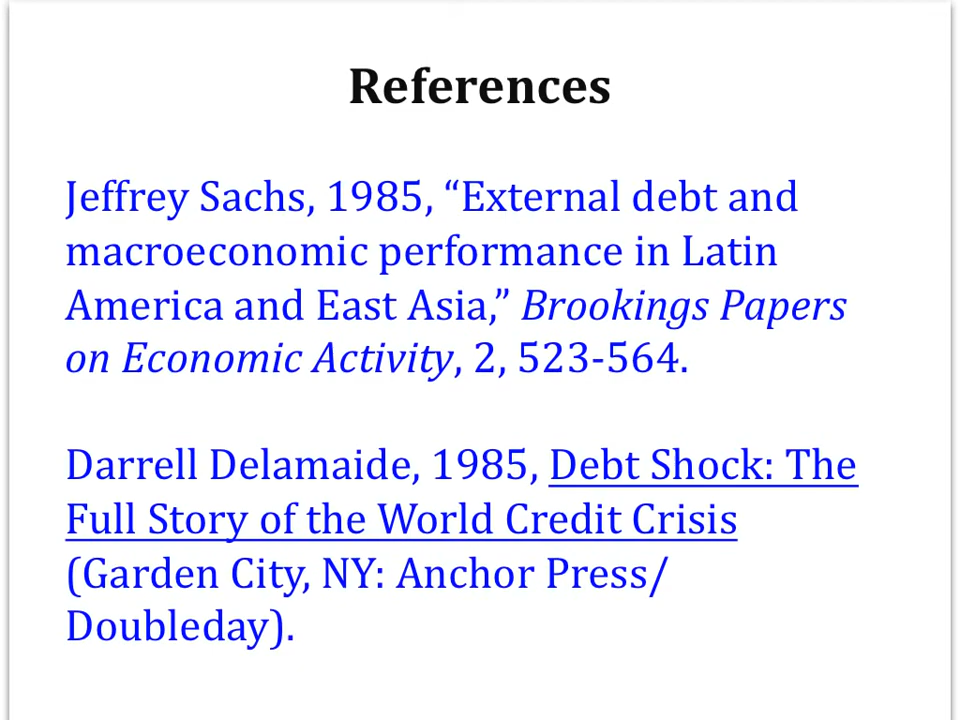 References
Jeffrey Sachs, 1985, “External debt and
macroeconomic performance in Latin
America and East Asia,” Brookings Papers
on Economic Activity, 2, 523-564.
Darrell Delamaide, 1985, Debt Shock: The
Full Story of the World Credit Crisis
(Garden City, NY: Anchor Press/
Doubleday).